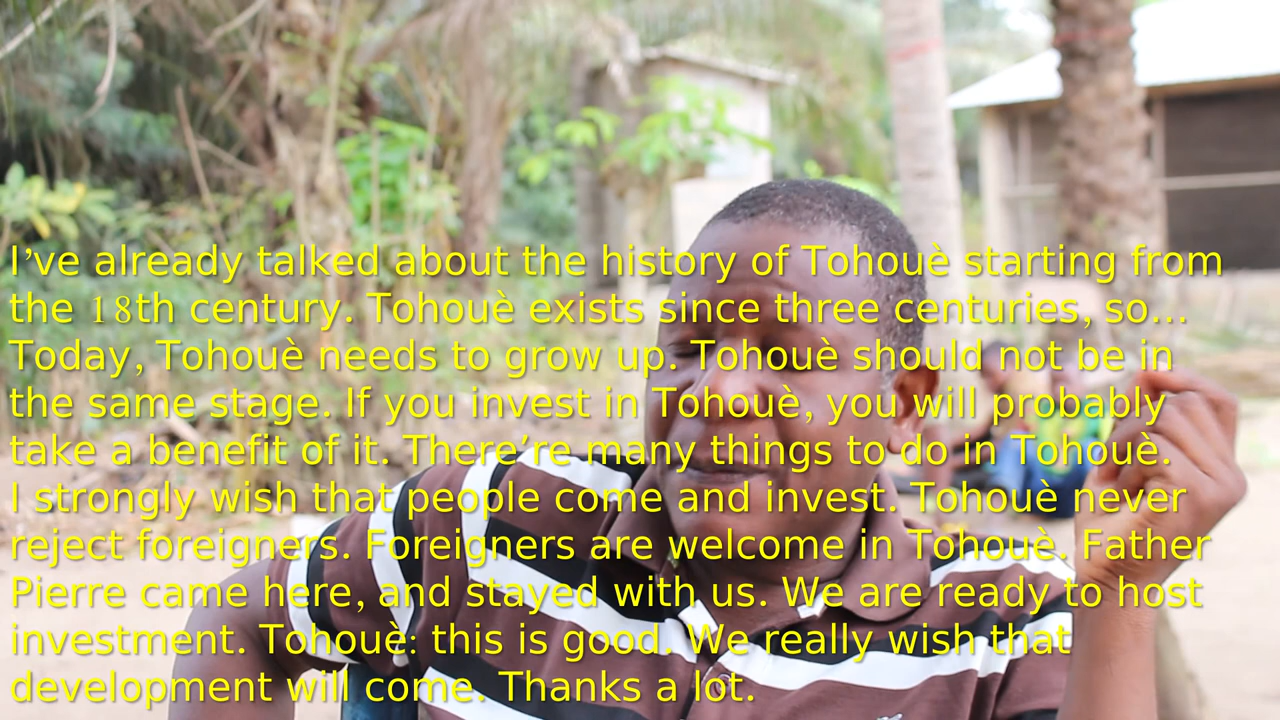 I’ve already talked about the history of Tohouè starting from
the 18th century. Tohouè exists since three centuries, so...
Today, Tohouè needs to grow up. Tohouè should not be in
the same stage. If you invest in Tohouè, you will probably
take a benefit of it. There’re many things to do in Tohouè.
I strongly wish that people come and invest. Tohouè never
reject foreigners. Foreigners are welcome in Tohouè. Father
Pierre came here, and stayed with us. We are ready to host
investment. Tohouè: this is good. We really wish that
development will come. Thanks a lot.